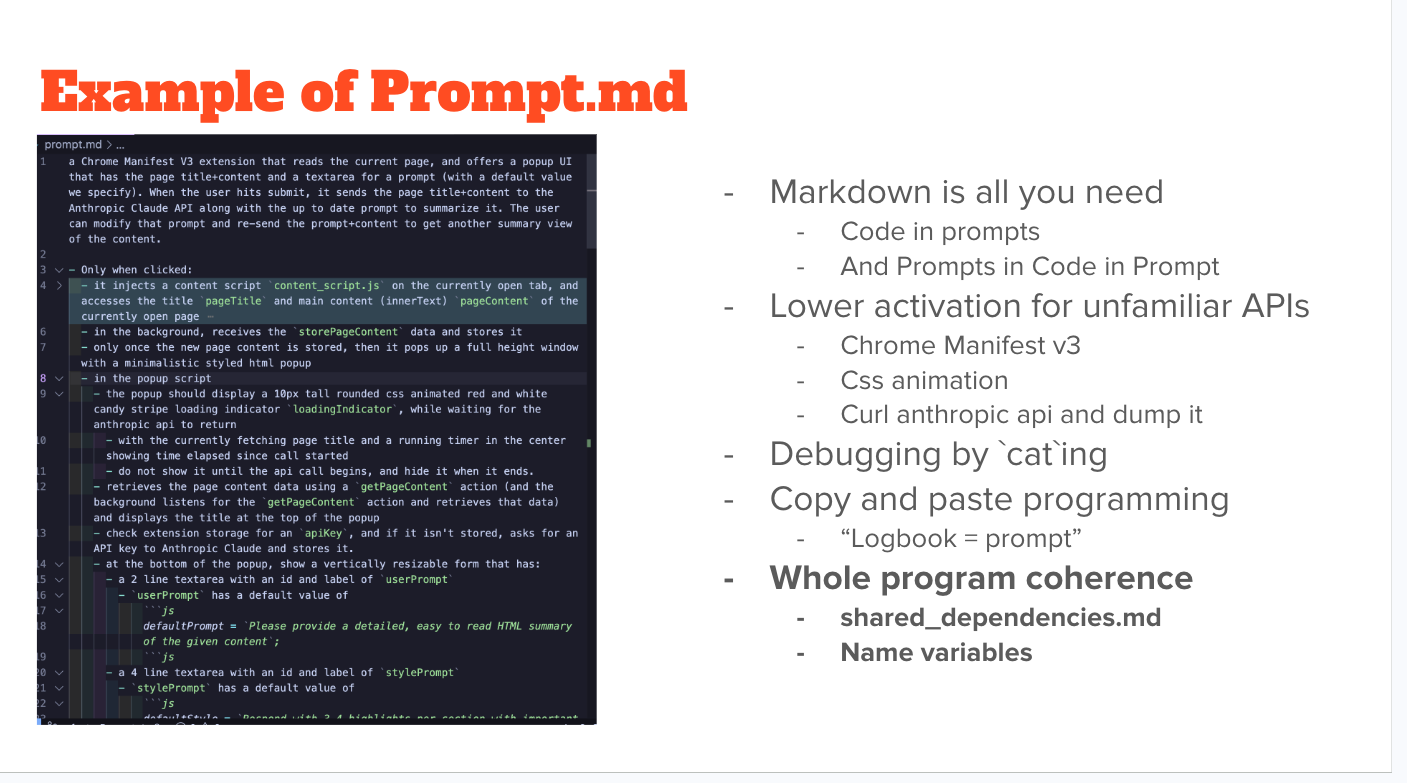 Example of Prompt.md
prompt.md > ...
1 a Chrome Manifest V3 extension that reads the current page, and offers a popup UI
that has the page title+content and a textarea for a prompt (with a default value
we specify). When the user hits submit, it sends the page title+content to the
Anthropic Claude API along with the up to date prompt to summarize it. The user
can modify that prompt and re-send the prompt+content to get another summary view
of the content.
2
3 - Only when clicked:
4 - it injects a content script `content_script.js` on the currently open tab, and
accesses the title `pageTitle` and main content (innerText) `pageContent` of the
currently open page
6 - in the background, receives the `storePageContent` data and stores it
7 - only once the new page content is stored, then it pops up a full height window
with a minimalistic styled html popup
8 - in the popup script
9 - the popup should display a 10px tall rounded css animated red and white
candy stripe loading indicator `loadingIndicator`, while waiting for the
anthropic api to return
10 - with the currently fetching page title and a running timer in the center
showing time elapsed since call started
11 - do not show it until the api call begins, and hide it when it ends.
12 - retrieves the page content data using a `getPageContent` action (and the
background listens for the `getPageContent` action and retrieves that data)
and displays the title at the top of the popup
13 - check extension storage for an `apiKey`, and if it isn't stored, asks for an
API key to Anthropic Claude and stores it.
14 - at the bottom of the popup, show a vertically resizable form that has:
15 - a 2 line textarea with an id and label of `userPrompt`
16 - `userPrompt` has a default value of
17 ```js
18 defaultPrompt = `Please provide a detailed, easy to read HTML summary
of the given content`;
19 ```js
20 - a 4 line textarea with an id and label of `stylePrompt`
21 - `stylePrompt` has a default value of
22 ```js
defaultStyle = `Respond with 3-4 highlights per section with important
- Markdown is all you need
- Code in prompts
- And Prompts in Code in Prompt
- Lower activation for unfamiliar APIs
- Chrome Manifest v3
- Css animation
- Curl anthropic api and dump it
- Debugging by `cat`ing
- Copy and paste programming
- “Logbook = prompt”
- Whole program coherence
- shared_dependencies.md
- Name variables